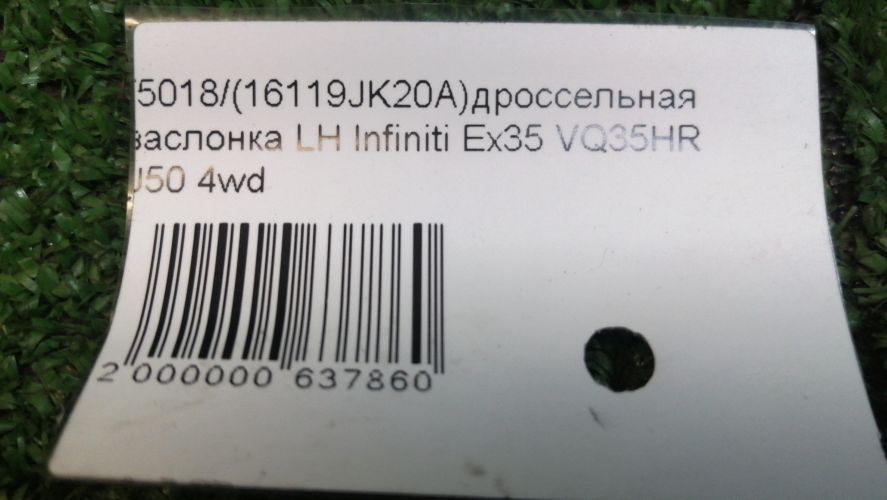 5018/(16119JK20A)дроссельная
заслонка LH Infiniti Ex35 VQ35HR
J50 4wd
2 000000 637860